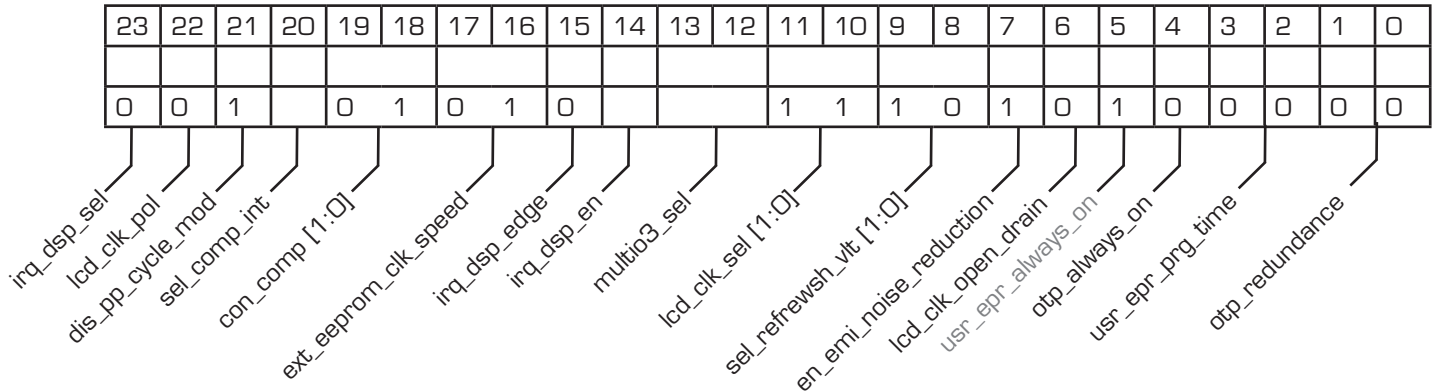 23 22 21 20 19 18 17 16 15 14 13 12 11 10 9 8 7 6 5 4 3 2 1 0
0 0 1 0 1 0 1 0 1 1 1 0 1 0 1 0 0 0 0 0
irq_dsp_sel
lcd_clk_pol
dis_pp_cycle_mod
sel_comp_int
con_comp [1:0]
ext_eeprom_clk_speed
irq_dsp_edge
irq_dsp_en
multio3_sel
lcd_clk_sel [1:0]
sel_refrewsh_vlt [1:0]
en_emi_noise_reduction
lcd_clk_open_drain
usr_epr_always_on
otp_always_on
usr_epr_prg_time
otp_redundance